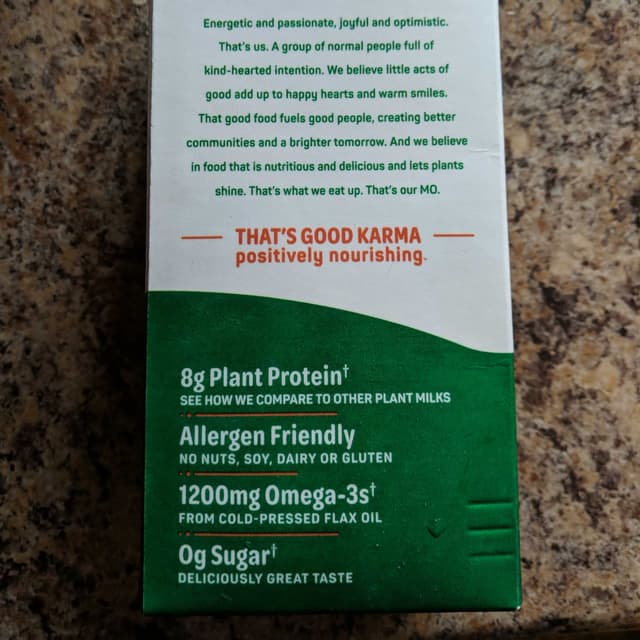 Energetic and passionate, joyful and optimistic.
That's us. A group of normal people full of
kind-hearted intention. We believe little acts of
good add up to happy hearts and warm smiles.
That good food fuels good people, creating better
communities and a brighter tomorrow. And we believe
in food that is nutritious and delicious and lets plants
shine. That's what we eat up. That's our MO.
THAT'S GOOD KARMA
positively nourishing™
8g Plant Protein†
SEE HOW WE COMPARE TO OTHER PLANT MILKS
Allergen Friendly
NO NUTS, SOY, DAIRY OR GLUTEN
1200mg Omega-3s†
FROM COLD-PRESSED FLAX OIL
0g Sugar†
DELICIOUSLY GREAT TASTE